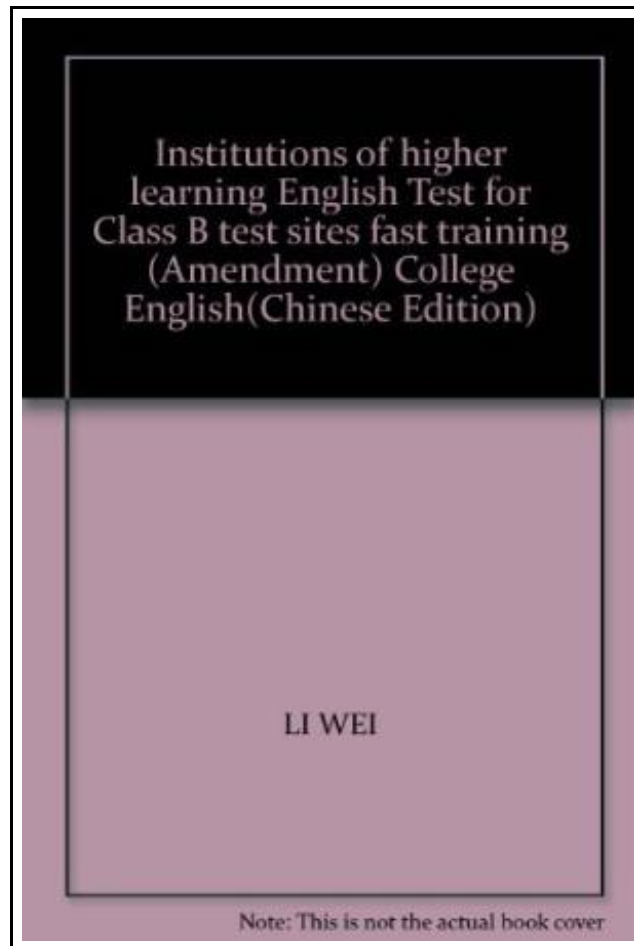 Institutions of higher
learning English Test for
Class B test sites fast training
(Amendment) College
English(Chinese Edition)
LI WEI
Note: This is not the actual book cover